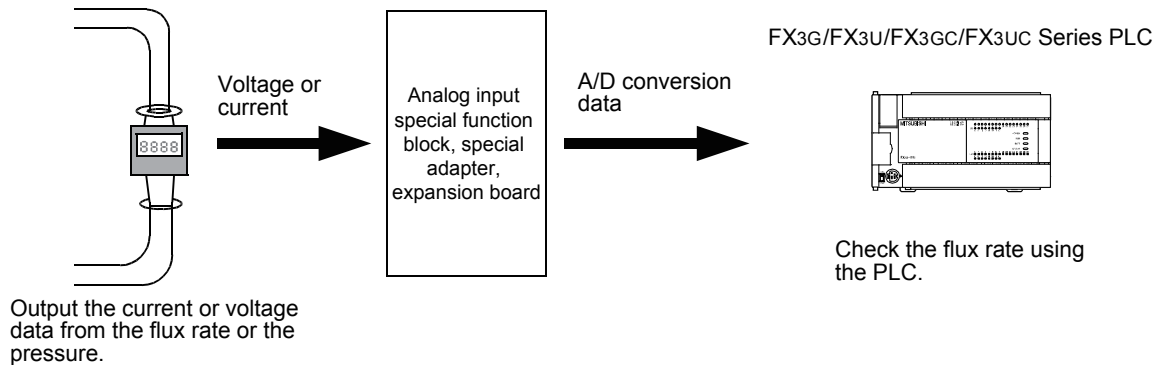 FX3G/FX3U/FX3GC/FX3UC Series PLC
Voltage or
current
Analog input
special function
block, special
adapter,
expansion board
A/D conversion
data
8888
MITSUBISHI
Check the flux rate using
the PLC.
Output the current or voltage
data from the flux rate or the
pressure.